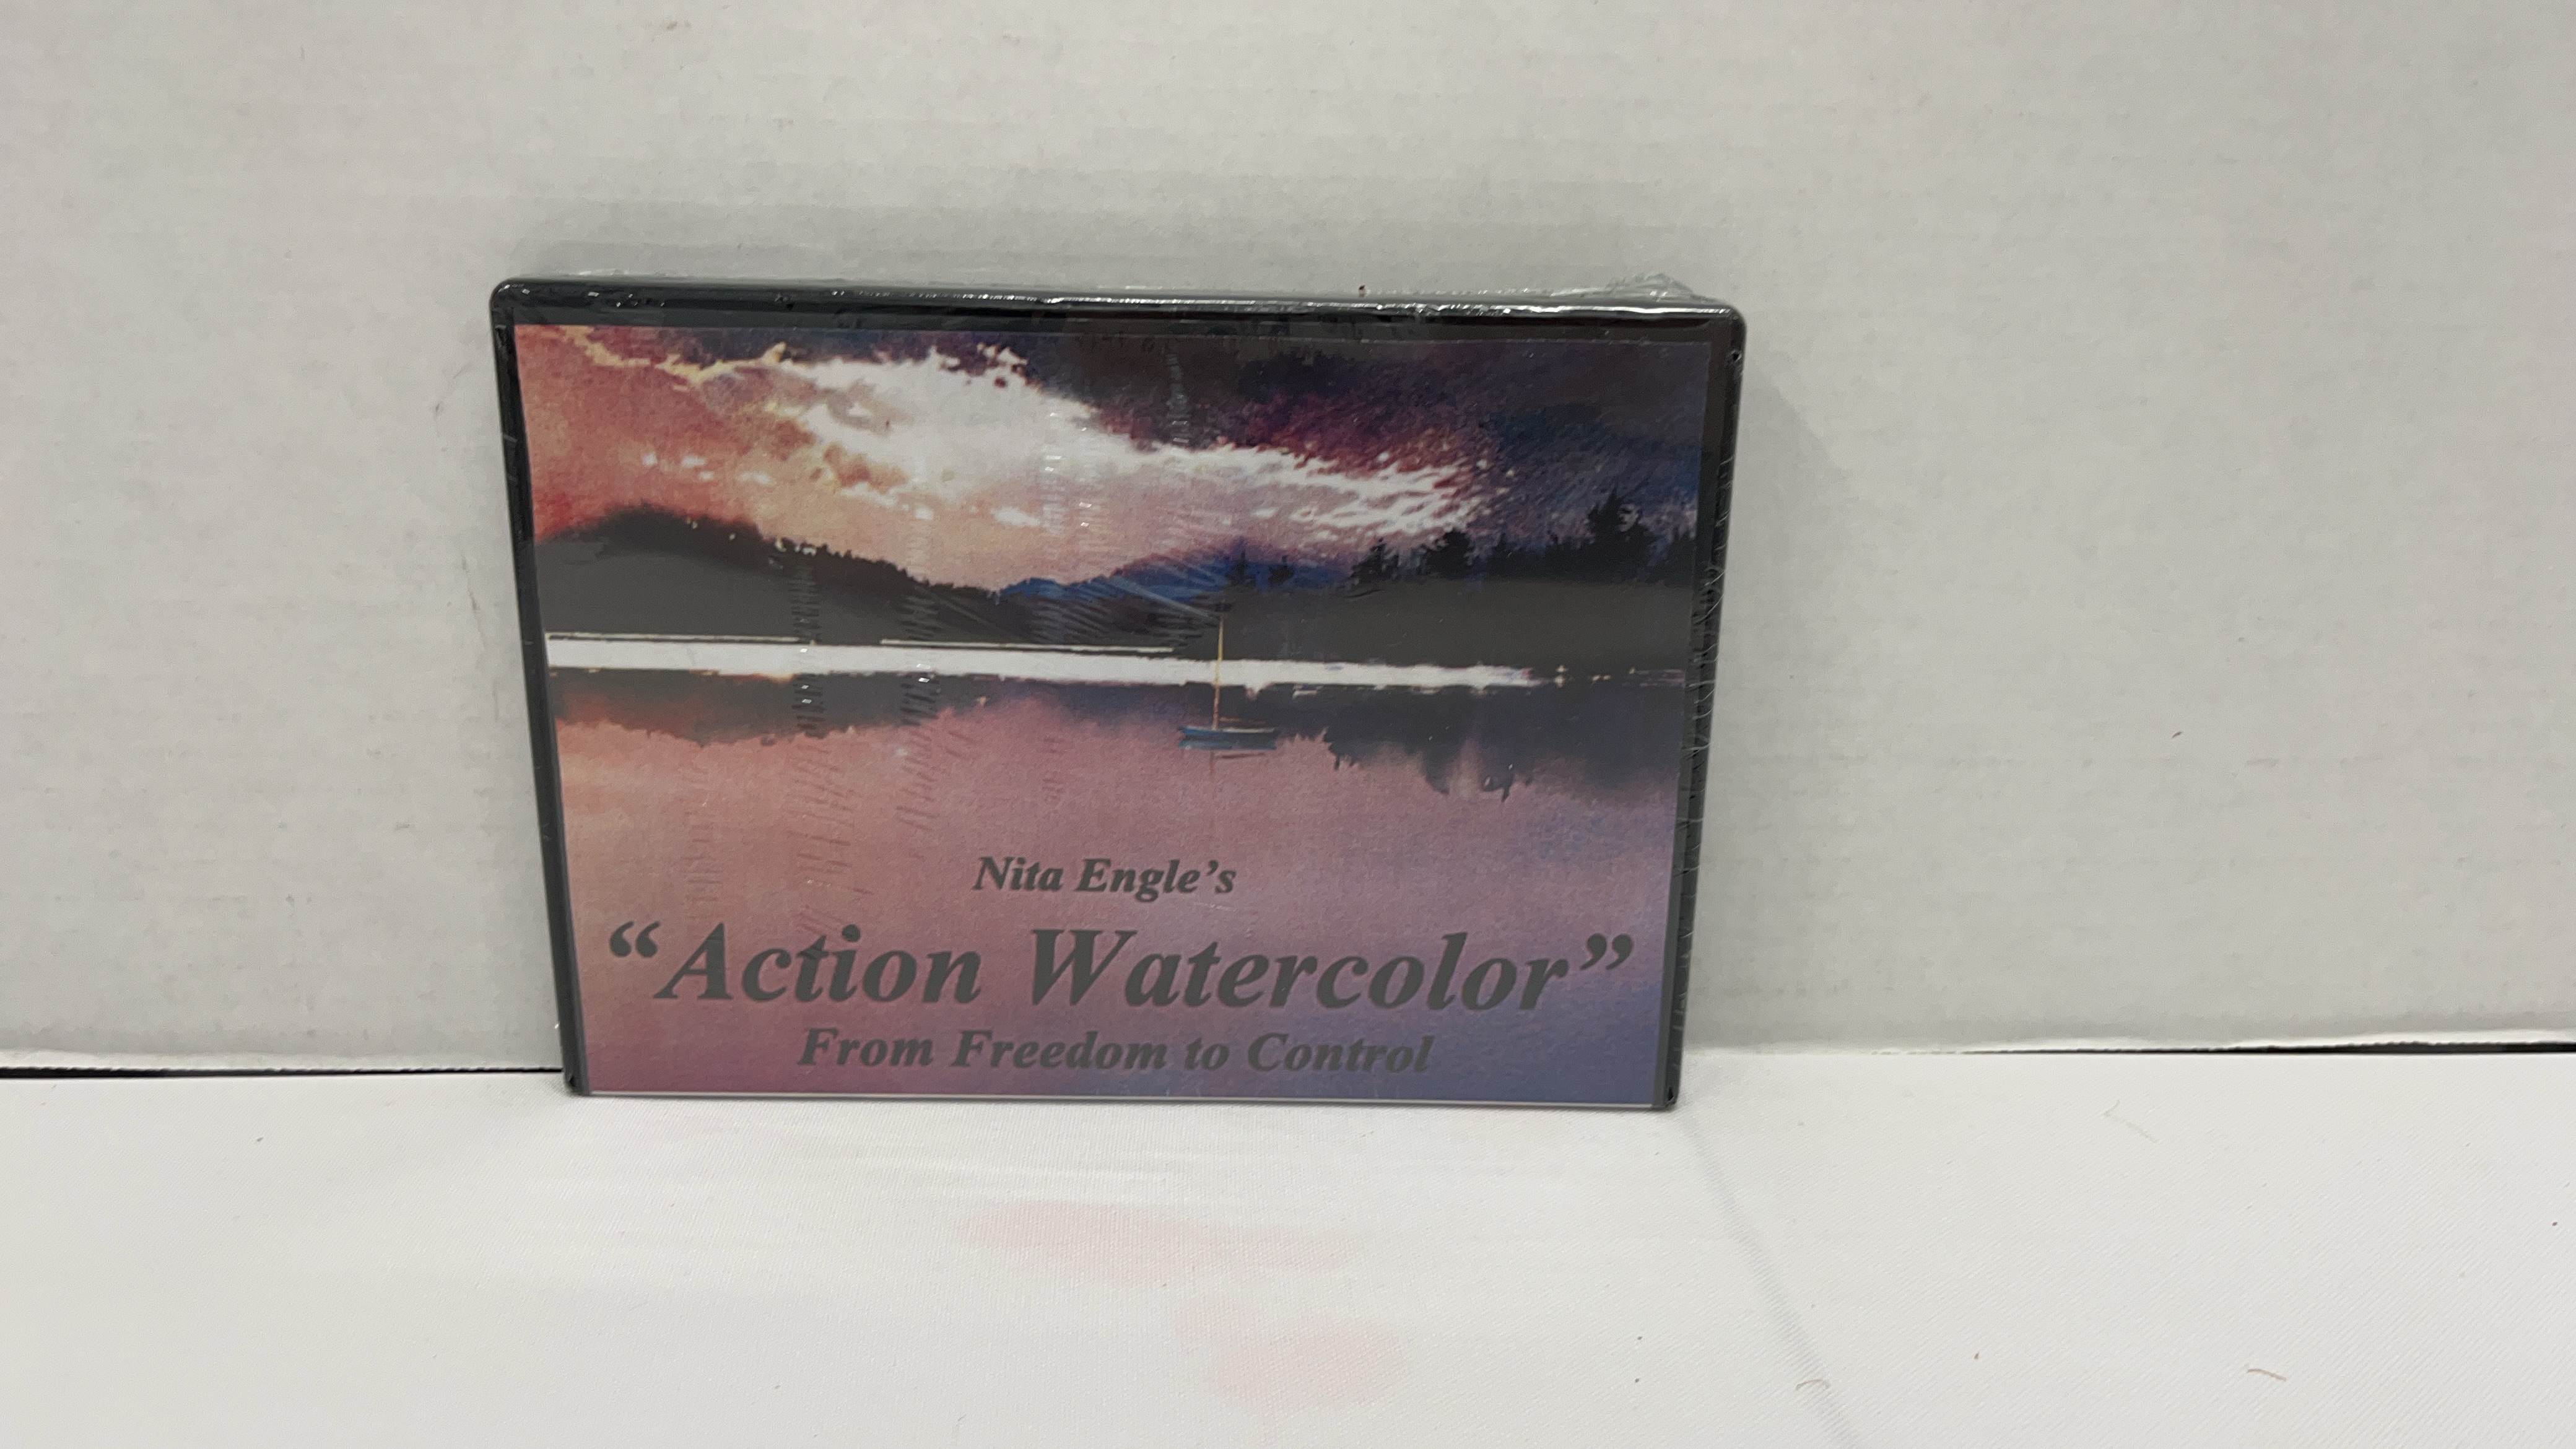 Nita Engle’s
“Action Watercolor”
From Freedom to Control